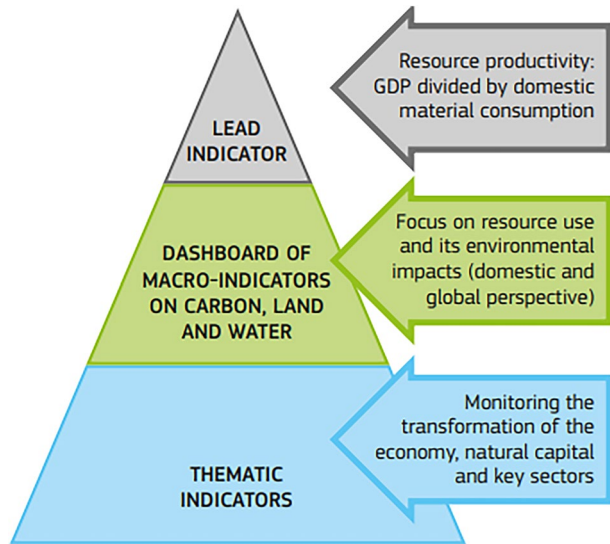 LEAD
INDICATOR
Resource productivity:
GDP divided by domestic
material consumption
DASHBOARD OF
MACRO-INDICATORS
ON CARBON, LAND
AND WATER
Focus on resource use
and its environmental
impacts (domestic and
global perspective)
THEMATIC
INDICATORS
Monitoring the
transformation of the
economy, natural capital
and key sectors